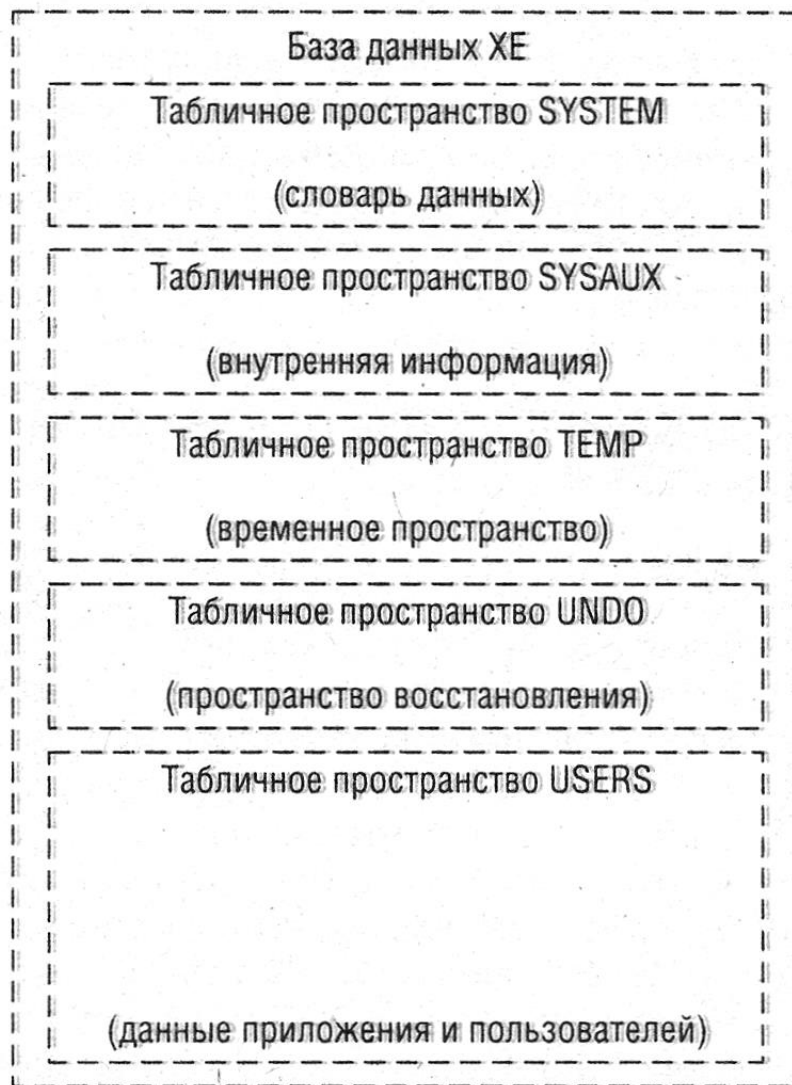 База данных XE
Табличное пространство SYSTEM
(словарь данных)
Табличное пространство SYSAUX
(внутренняя информация)
Табличное пространство TEMP
(временное пространство)
Табличное пространство UNDO
(пространство восстановления)
Табличное пространство USERS
(данные приложения и пользователей)